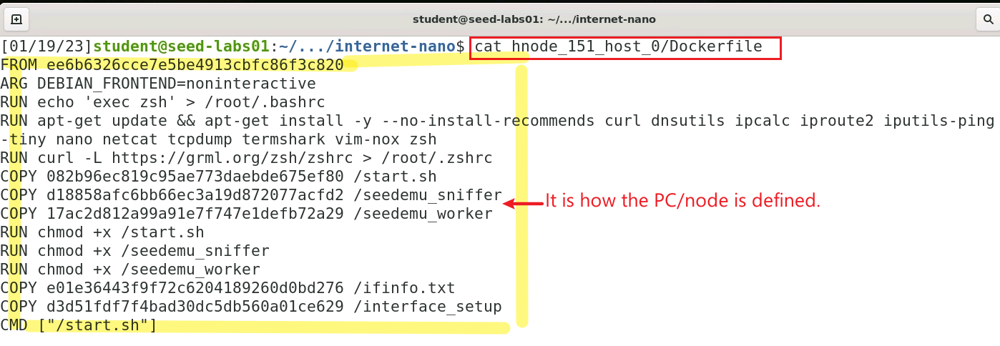 student@seed-labs01: ~/.../internet-nano
[01/19/23]student@seed-labs01:~/.../internet-nano$ cat hnode_151_host_0/Dockerfile
FROM ee6b6326cce7e5be4913cbfc86f3c820
ARG DEBIAN_FRONTEND=noninteractive
RUN echo 'exec zsh' > /root/.bashrc
RUN apt-get update && apt-get install -y --no-install-recommends curl dnsutils ipcalc iproute2 iputils-ping
-tiny nano netcat tcpdump termshark vim-nox zsh
RUN curl -L https://grml.org/zsh/zshrc > /root/.zshrc
COPY 082b96ec819c95ae773daebde675ef80 /start.sh
COPY d18858afc6bb66ec3a19d872077acfd2 /seedemu_sniffer
It is how the PC/node is defined.
COPY 17ac2d812a99a91e7f747e1defb72a29 /seedemu_worker
RUN chmod +x /start.sh
RUN chmod +x /seedemu_sniffer
RUN chmod +x /seedemu_worker
COPY e01e36443f9f72c6204189260d0bd276 /ifinfo.txt
COPY d3d51fdf7f4bad30dc5db560a01ce629 /interface_setup
CMD ["/start.sh"]